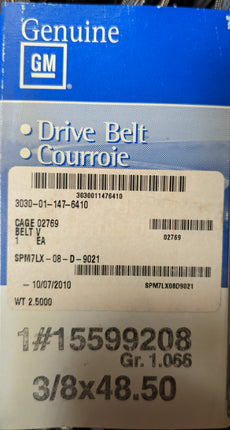 Genuine
GM
• Drive Belt
• Courroie
3030011476410
3030-01-147-6410
CAGE 02769
BELT V
1 EA
02769
SPM7LX-08-D-9021
10/07/2010
SPM7LX08D9021
WT 2.5000
1#15599208
Gr. 1.066
3/8x48.50